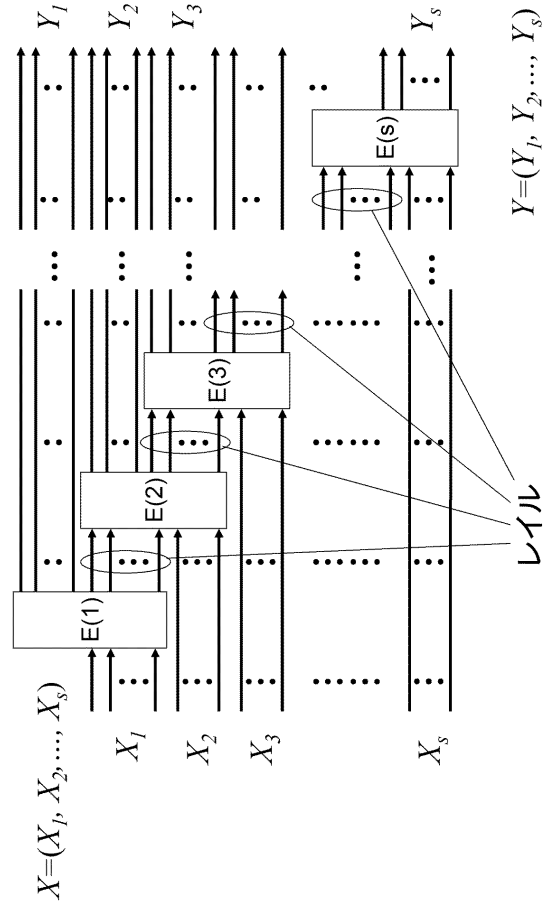 X=(X1, X2,..., Xs)
X1
X2
X3
Xs
E(1)
E(2)
E(3)
E(s)
Y1
Y2
Y3
Ys
Y=(Y1, Y2,..., Ys)
レイル